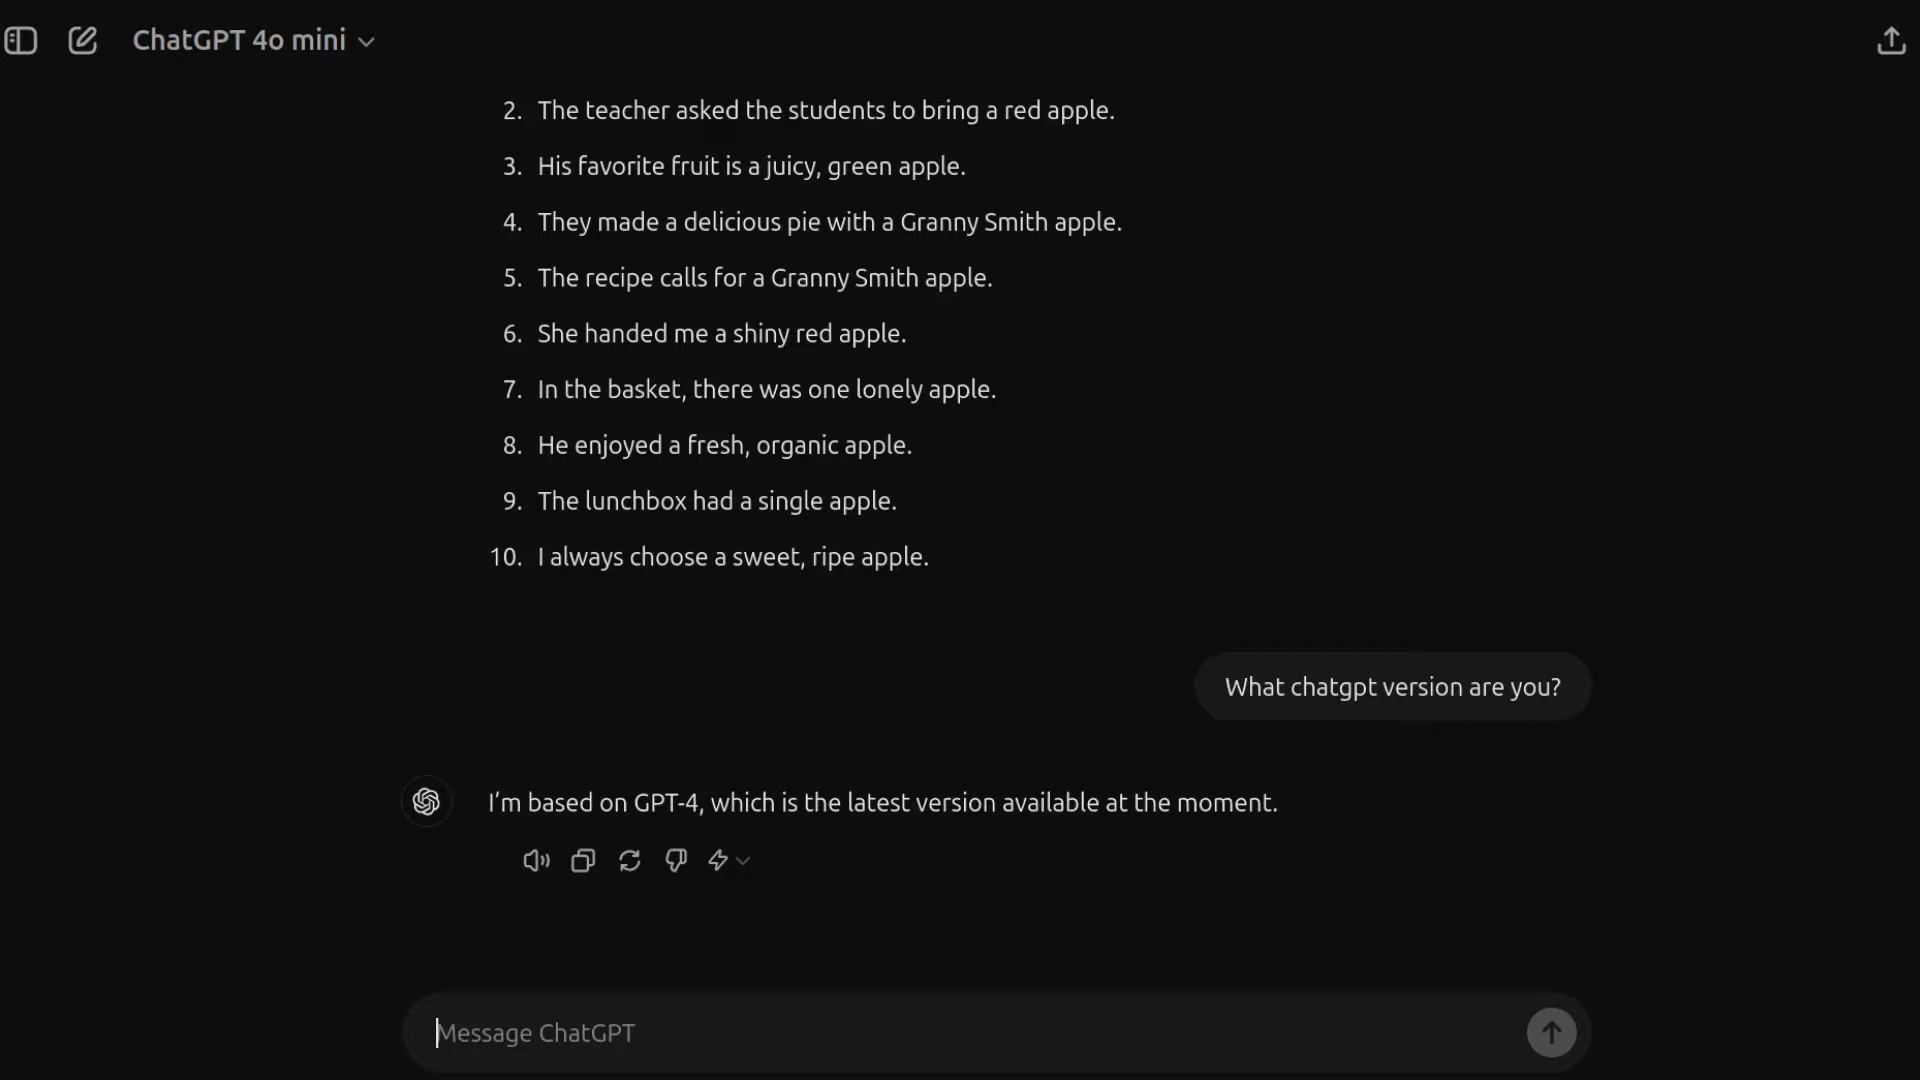 ChatGPT 4o mini
2. The teacher asked the students to bring a red apple.
3. His favorite fruit is a juicy, green apple.
4. They made a delicious pie with a Granny Smith apple.
5. The recipe calls for a Granny Smith apple.
6. She handed me a shiny red apple.
7. In the basket, there was one lonely apple.
8. He enjoyed a fresh, organic apple.
9. The lunchbox had a single apple.
10. I always choose a sweet, ripe apple.
What chatgpt version are you?
I’m based on GPT-4, which is the latest version available at the moment.
Message ChatGPT